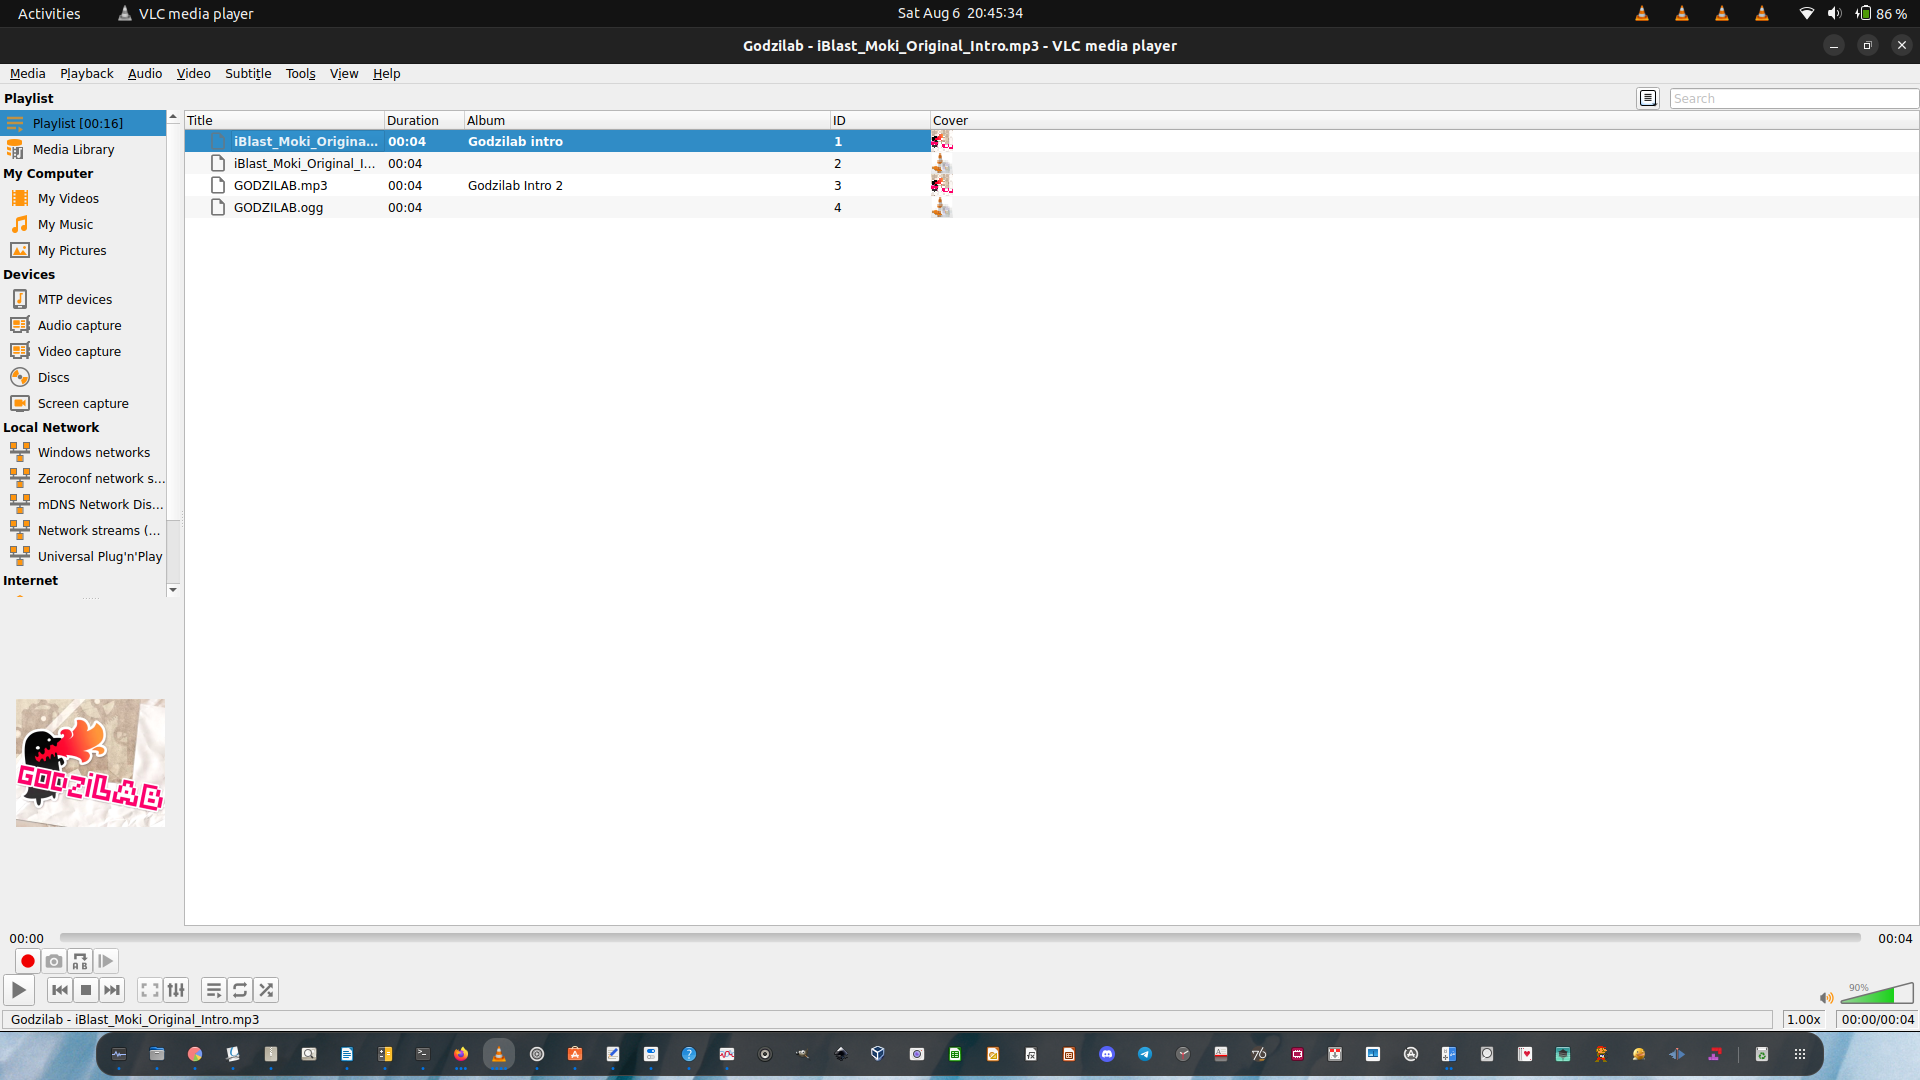 Activities VLC media player Sat Aug 6 20:45:34 86 %
Godzilab - iBlast_Moki_Original_Intro.mp3 - VLC media player
Media Playback Audio Video Subtitle Tools View Help
Playlist
Search
Playlist [00:16]
Media Library
My Computer
My Videos
My Music
My Pictures
Devices
MTP devices
Audio capture
Video capture
Discs
Screen capture
Local Network
Windows networks
Zeroconf network s...
mDNS Network Dis...
Network streams (...
Universal Plug'n'Play
Internet
Title Duration Album ID Cover
iBlast_Moki_Origina... 00:04 Godzilab intro 1
iBlast_Moki_Original_I... 00:04 2
GODZILAB.mp3 00:04 Godzilab Intro 2 3
GODZILAB.ogg 00:04 4
GODZILAB
00:00 00:04
A B
90%
Godzilab - iBlast_Moki_Original_Intro.mp3 1.00x 00:00/00:04
76